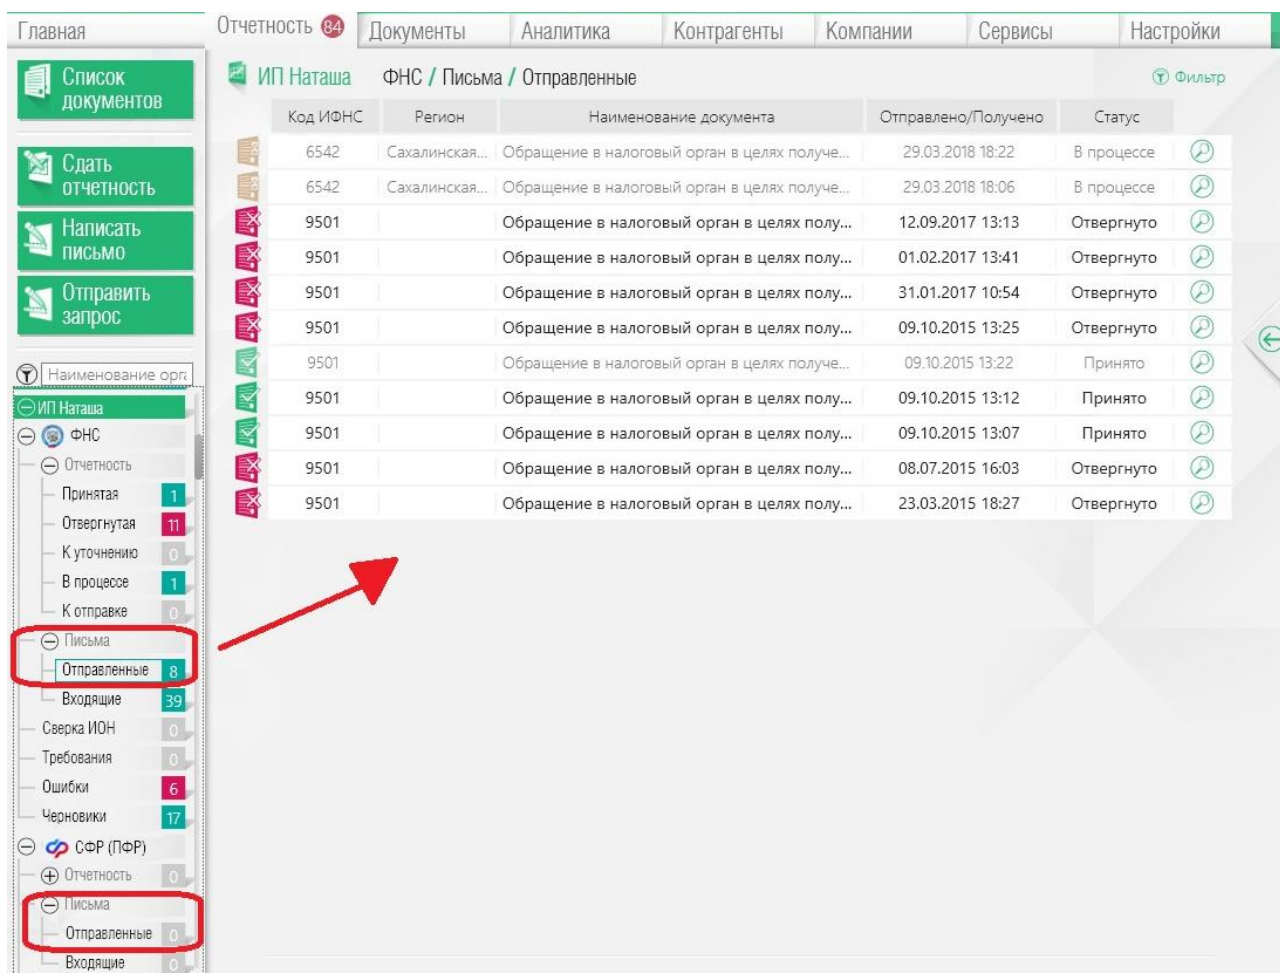 Главная Отчетность 84 Документы Аналитика Контрагенты Компании Сервисы Настройки
Список
документов
Сдать
отчетность
Написать
письмо
Отправить
запрос
Наименование орга
ИП Наташа
ФНС
Отчетность
Принятая 1
Отвергнутая 11
К уточнению 0
В процессе 1
К отправке 0
Письма
Отправленные 8
Входящие 39
Сверка ИОН 0
Требования 0
Ошибки 6
Черновики 17
СФР (ПФР)
Отчетность 0
Письма
Отправленные 0
Входящие 0
ИП Наташа ФНС / Письма / Отправленные Фильтр
Код ИФНС Регион Наименование документа Отправлено/Получено Статус
6542 Сахалинская... Обращение в налоговый орган в целях получе... 29.03.2018 18:22 В процессе
6542 Сахалинская... Обращение в налоговый орган в целях получе... 29.03.2018 18:06 В процессе
9501 Обращение в налоговый орган в целях полу... 12.09.2017 13:13 Отвергнуто
9501 Обращение в налоговый орган в целях полу... 01.02.2017 13:41 Отвергнуто
9501 Обращение в налоговый орган в целях полу... 31.01.2017 10:54 Отвергнуто
9501 Обращение в налоговый орган в целях полу... 09.10.2015 13:25 Отвергнуто
9501 Обращение в налоговый орган в целях получе... 09.10.2015 13:22 Принято
9501 Обращение в налоговый орган в целях полу... 09.10.2015 13:12 Принято
9501 Обращение в налоговый орган в целях полу... 09.10.2015 13:07 Принято
9501 Обращение в налоговый орган в целях полу... 08.07.2015 16:03 Отвергнуто
9501 Обращение в налоговый орган в целях полу... 23.03.2015 18:27 Отвергнуто